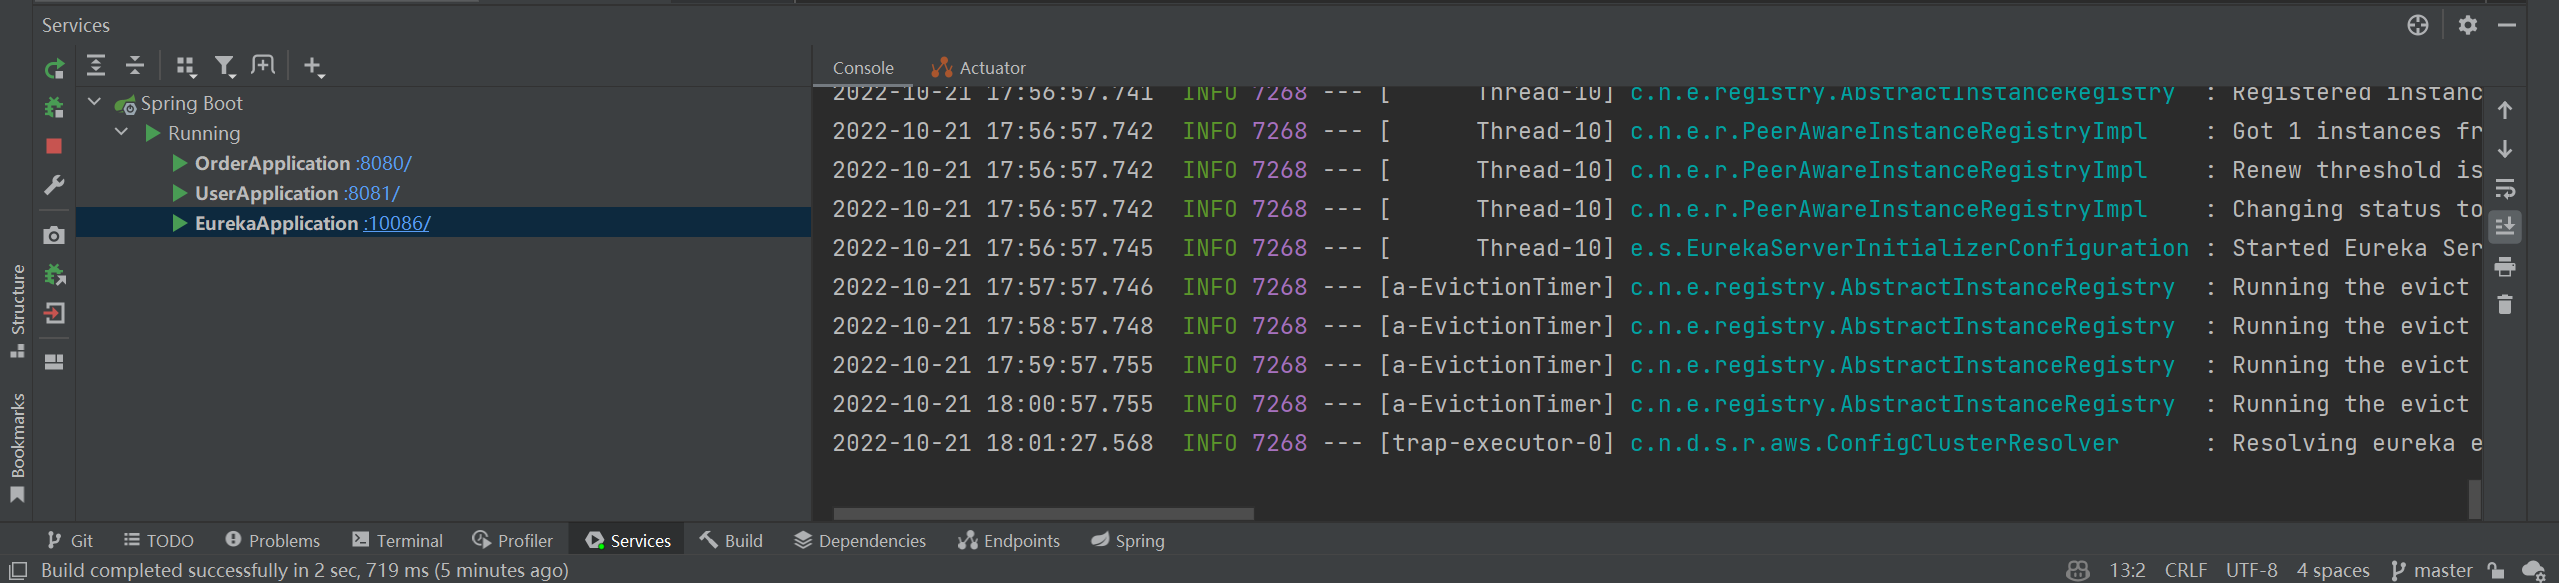 Services
Console
Actuator
Spring Boot
Running
OrderApplication :8080/
UserApplication :8081/
EurekaApplication :10086/
2022-10-21 17:56:57.741 INFO 7268 --- [ Thread-10] c.n.e.registry.AbstractInstanceRegistry : Registered instanc
2022-10-21 17:56:57.742 INFO 7268 --- [ Thread-10] c.n.e.r.PeerAwareInstanceRegistryImpl : Got 1 instances fr
2022-10-21 17:56:57.742 INFO 7268 --- [ Thread-10] c.n.e.r.PeerAwareInstanceRegistryImpl : Renew threshold is
2022-10-21 17:56:57.742 INFO 7268 --- [ Thread-10] c.n.e.r.PeerAwareInstanceRegistryImpl : Changing status to
2022-10-21 17:56:57.745 INFO 7268 --- [ Thread-10] e.s.EurekaServerInitializerConfiguration : Started Eureka Ser
2022-10-21 17:57:57.746 INFO 7268 --- [a-EvictionTimer] c.n.e.registry.AbstractInstanceRegistry : Running the evict
2022-10-21 17:58:57.748 INFO 7268 --- [a-EvictionTimer] c.n.e.registry.AbstractInstanceRegistry : Running the evict
2022-10-21 17:59:57.755 INFO 7268 --- [a-EvictionTimer] c.n.e.registry.AbstractInstanceRegistry : Running the evict
2022-10-21 18:00:57.755 INFO 7268 --- [a-EvictionTimer] c.n.e.registry.AbstractInstanceRegistry : Running the evict
2022-10-21 18:01:27.568 INFO 7268 --- [trap-executor-0] c.n.d.s.r.aws.ConfigClusterResolver : Resolving eureka e
Structure
Bookmarks
Git TODO Problems Terminal Profiler Services Build Dependencies Endpoints Spring
Build completed successfully in 2 sec, 719 ms (5 minutes ago)
13:2 CRLF UTF-8 4 spaces master